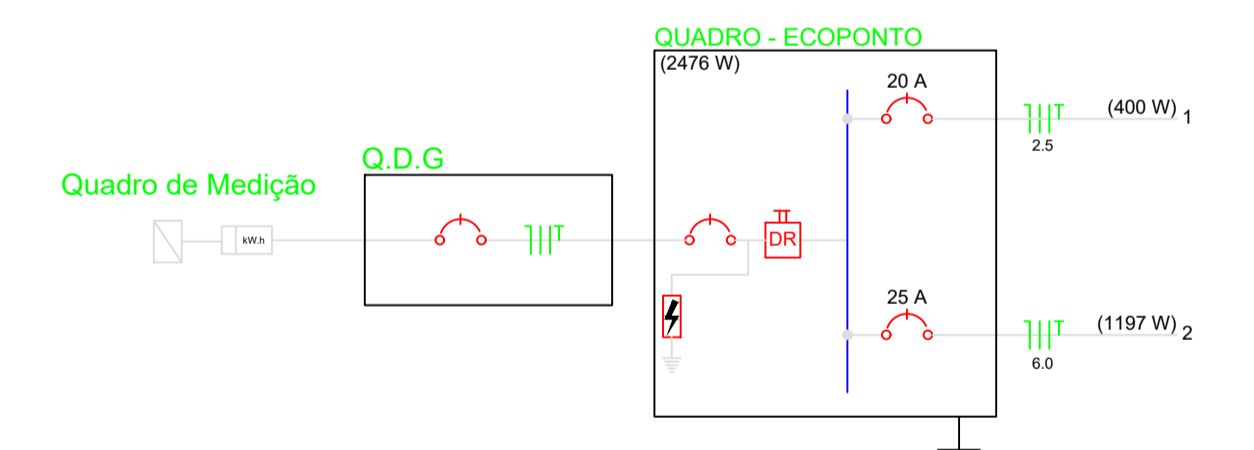 QUADRO - ECOPONTO
(2476 W)
20 A
(400 W) 1
2.5
Q.D.G
Quadro de Medição
kW.h
DR
25 A
(1197 W) 2
6.0